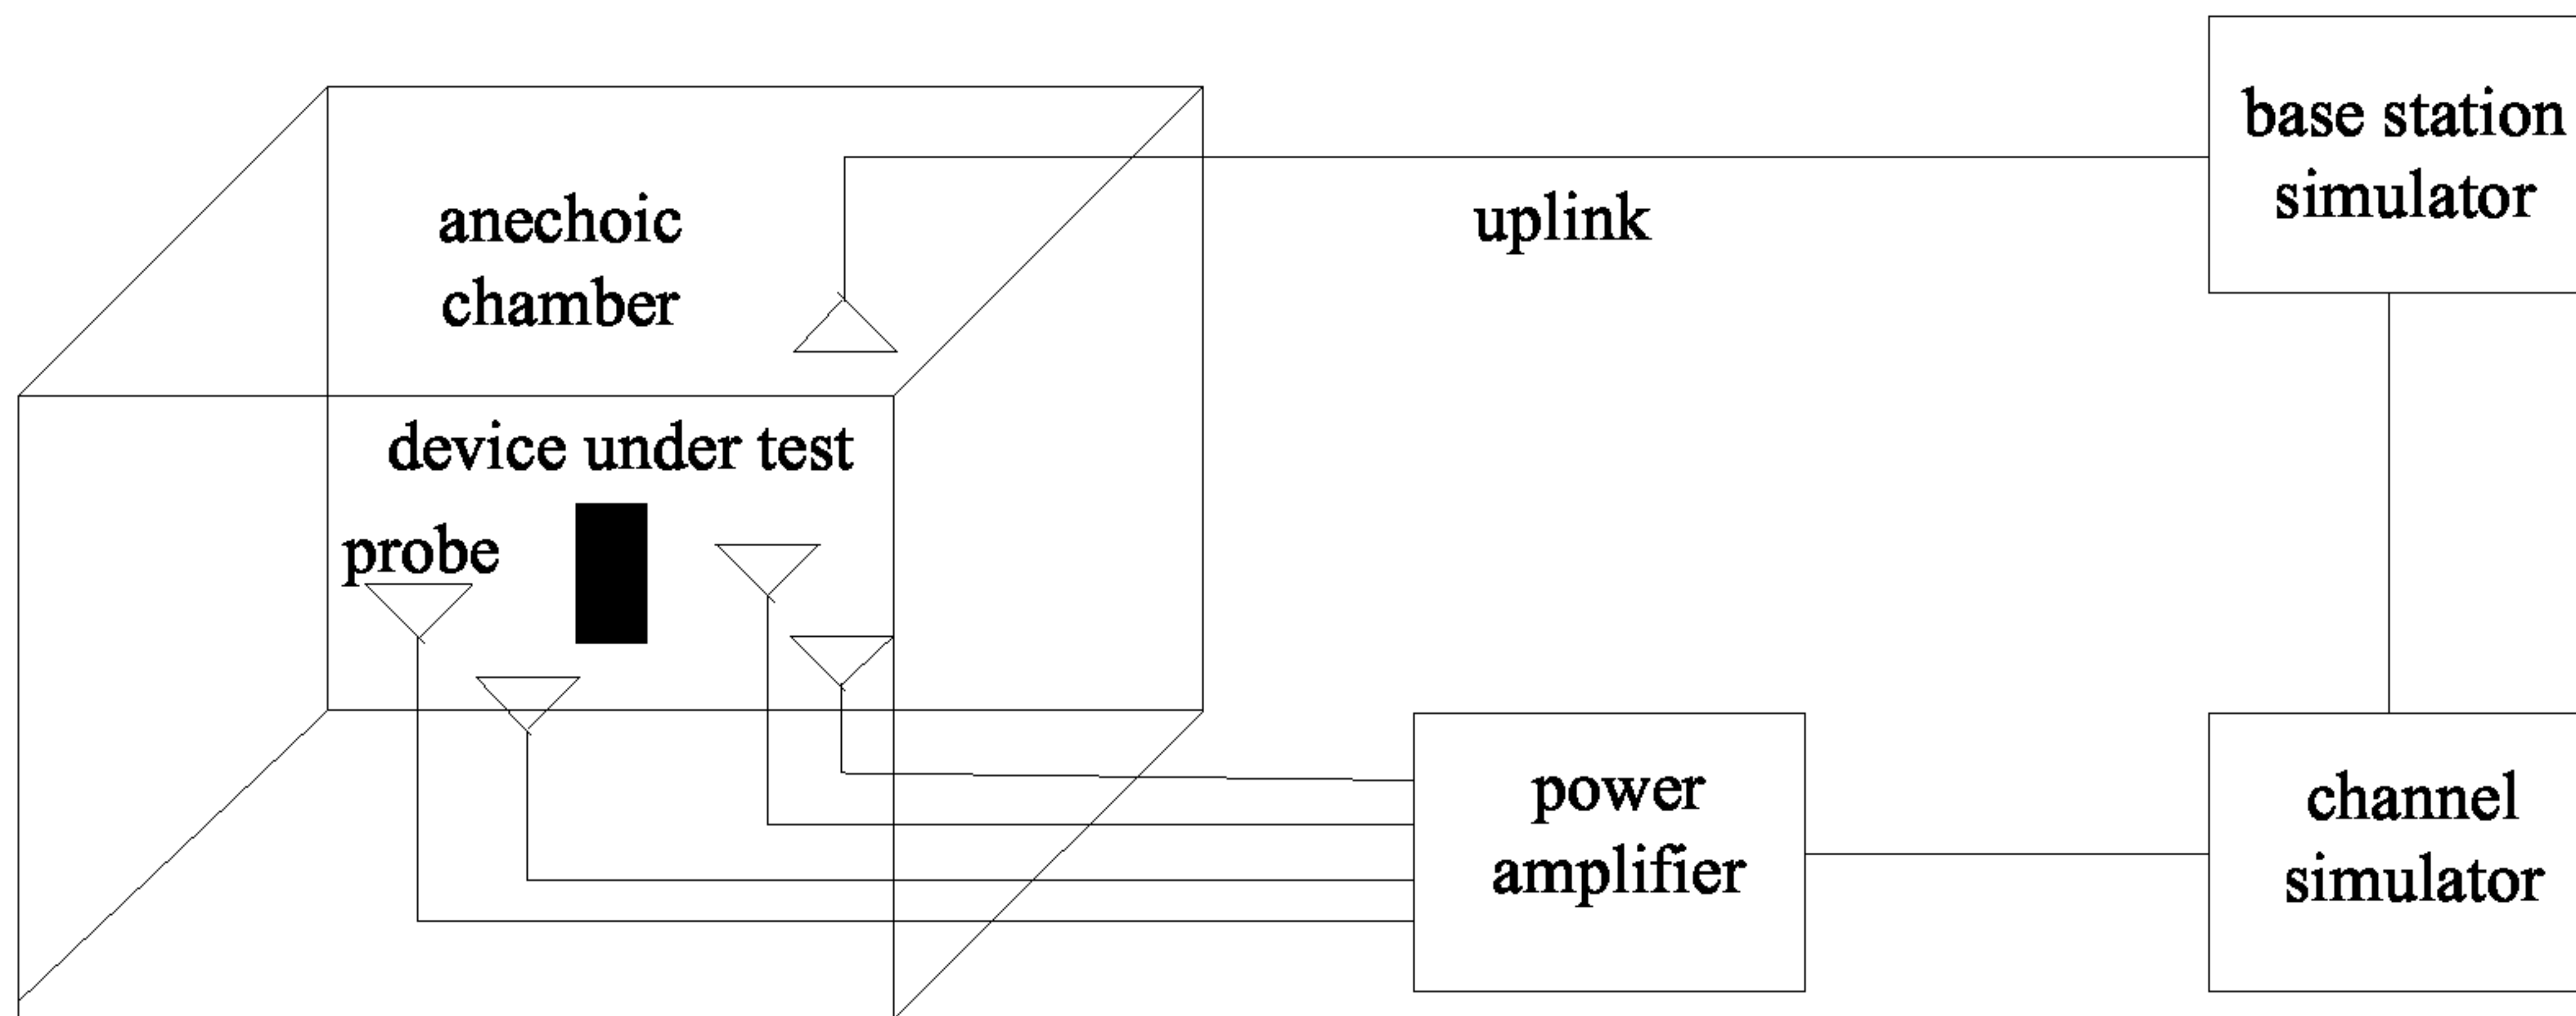 base station
simulator
anechoic
chamber
uplink
device under test
probe
power
amplifier
channel
simulator